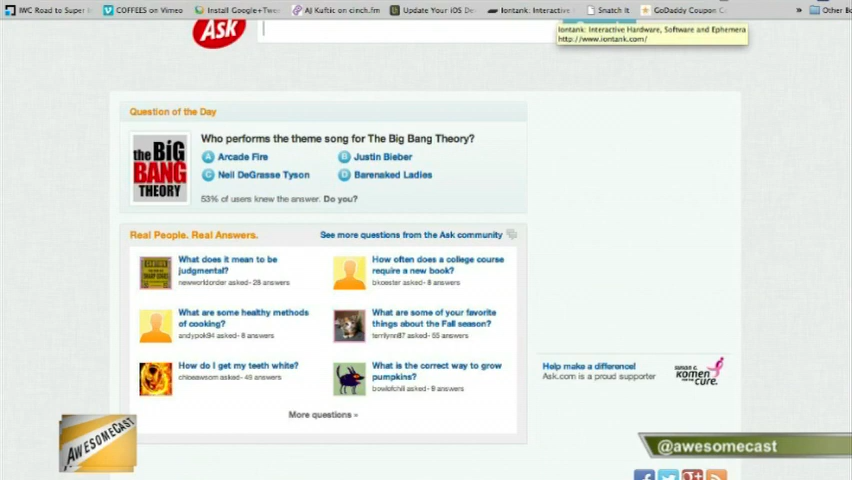 IWC Road to Super
COFFEES on Vimeo
Install Google+
AJ Kuftic on cinch.fm
Update Your iOS De
Iontank: Interactive
Snatch It
GoDaddy Coupon C
»
Other Bo
Ask
Iontank: Interactive Hardware, Software and Ephemera
http://www.iontank.com/
Question of the Day
the BiG
BANG
THEORY
Who performs the theme song for The Big Bang Theory?
A Arcade Fire
B Justin Bieber
C Neil DeGrasse Tyson
D Barenaked Ladies
53% of users knew the answer. Do you?
Real People. Real Answers.
See more questions from the Ask community
What does it mean to be
judgmental?
newworldorder asked- 28 answers
How often does a college course
require a new book?
bkoester asked- 8 answers
What are some healthy methods
of cooking?
andypok94 asked- 8 answers
What are some of your favorite
things about the Fall season?
terrilynn87 asked- 55 answers
How do I get my teeth white?
chloeawsom asked- 43 answers
What is the correct way to grow
pumpkins?
bowlofchili asked- 9 answers
More questions »
Help make a difference!
Ask.com is a proud supporter
susan g.
komen
for the
cure.
AWESOMECAST
@awesomecast